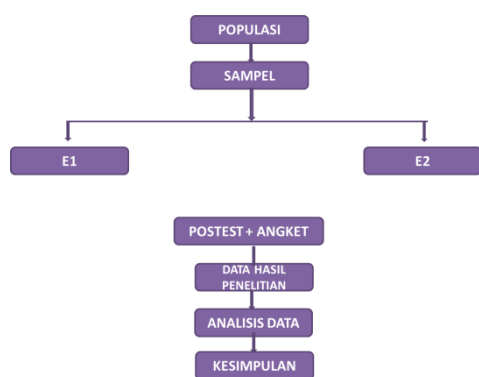 POPULASI
SAMPEL
E1
E2
POSTEST + ANGKET
DATA HASIL
PENELITIAN
ANALISIS DATA
KESIMPULAN